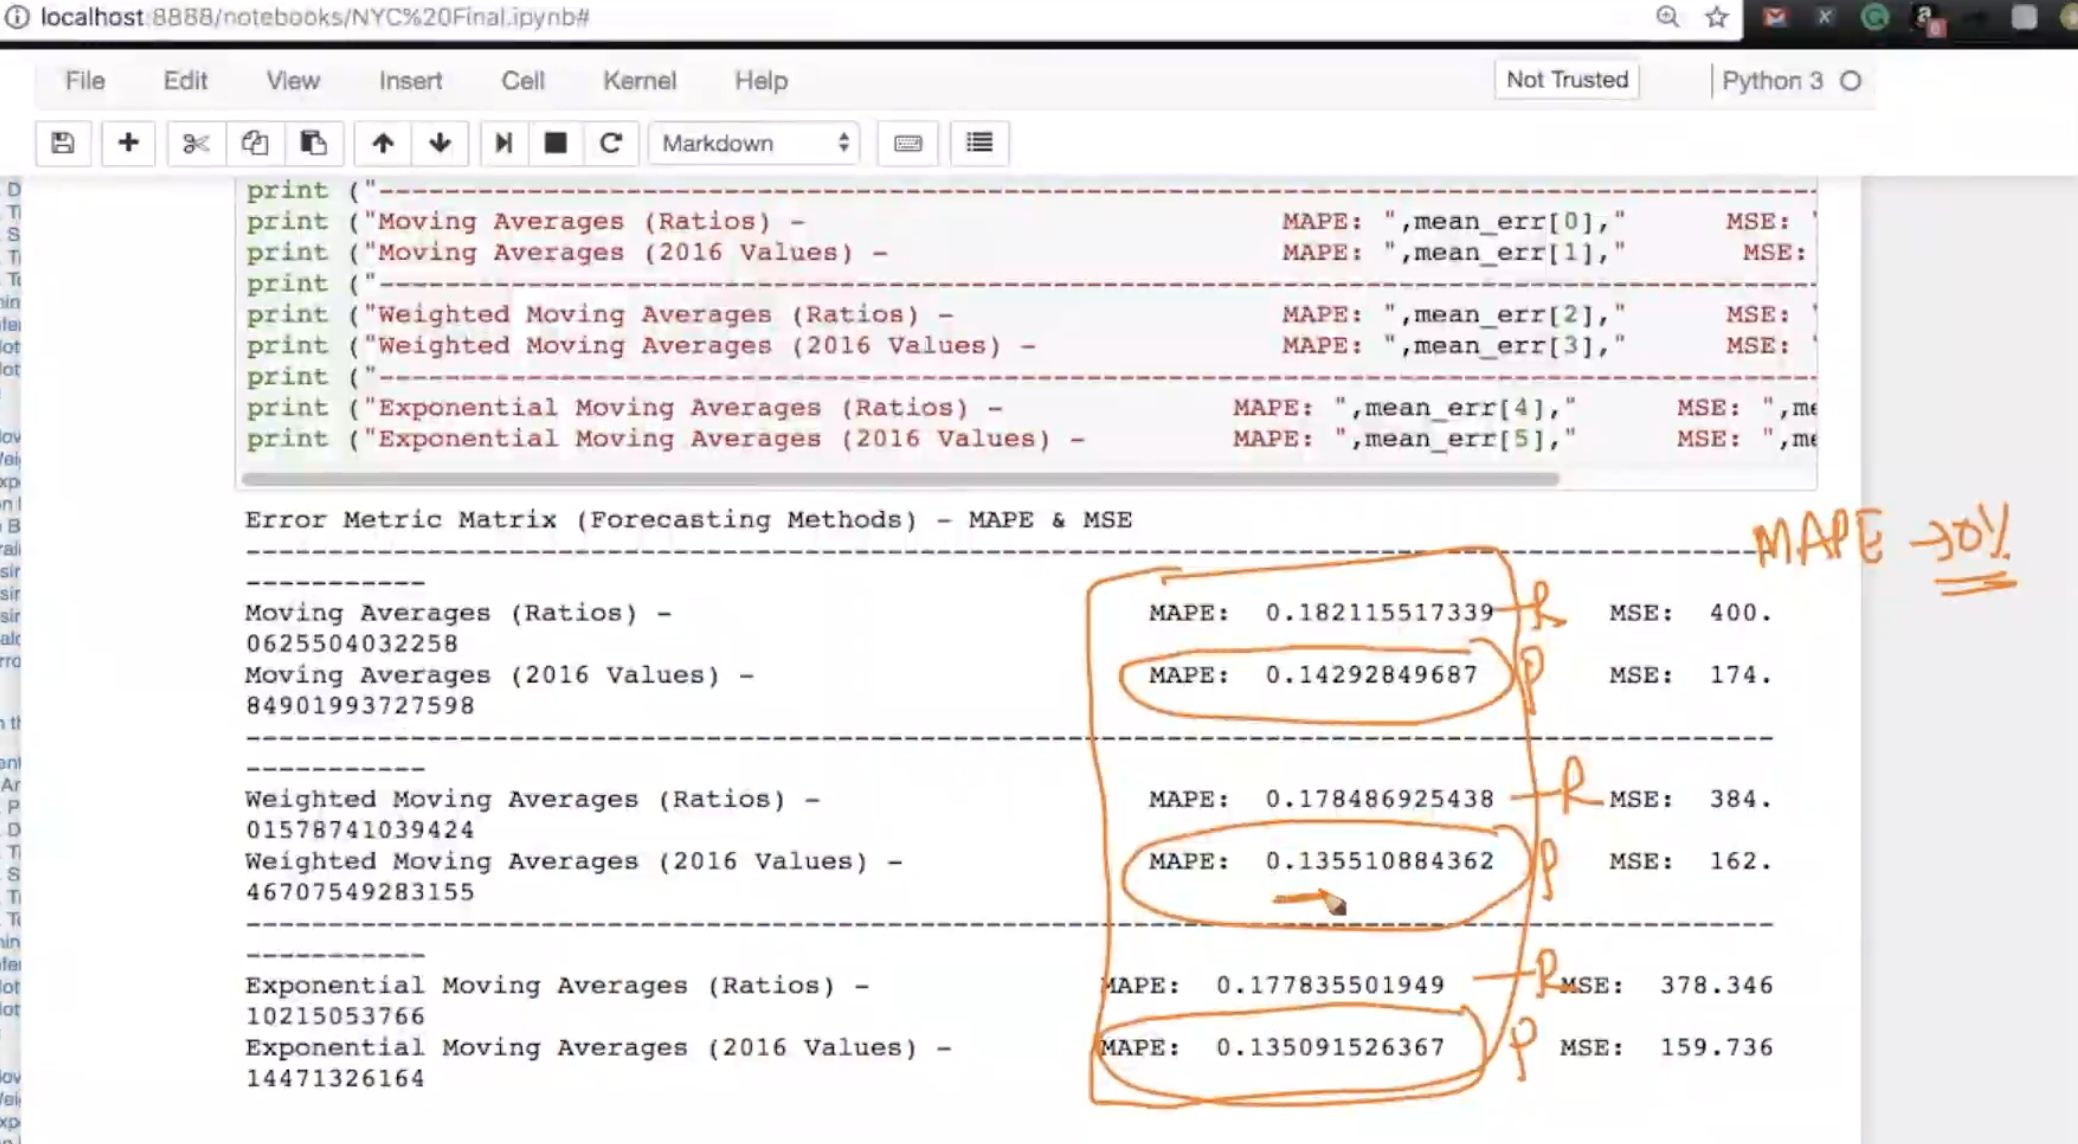 localhost:8888/notebooks/NYC%20Final.ipynb#
File Edit View Insert Cell Kernel Help Not Trusted Python 3
Markdown
print ("--------------------------------------------------------------------------------
print ("Moving Averages (Ratios) - MAPE: ",mean_err[0]," MSE: "
print ("Moving Averages (2016 Values) - MAPE: ",mean_err[1]," MSE:
print ("--------------------------------------------------------------------------------
print ("Weighted Moving Averages (Ratios) - MAPE: ",mean_err[2]," MSE: "
print ("Weighted Moving Averages (2016 Values) - MAPE: ",mean_err[3]," MSE: "
print ("--------------------------------------------------------------------------------
print ("Exponential Moving Averages (Ratios) - MAPE: ",mean_err[4]," MSE: ",me
print ("Exponential Moving Averages (2016 Values) - MAPE: ",mean_err[5]," MSE: ",me
Error Metric Matrix (Forecasting Methods) - MAPE & MSE
MAPE → 0%
--------------------------------------------------------------------------------
-----------
Moving Averages (Ratios) - MAPE: 0.182115517339 R MSE: 400.
0625504032258
Moving Averages (2016 Values) - MAPE: 0.14292849687 P MSE: 174.
84901993727598
--------------------------------------------------------------------------------
-----------
Weighted Moving Averages (Ratios) - MAPE: 0.178486925438 R MSE: 384.
01578741039424
Weighted Moving Averages (2016 Values) - MAPE: 0.135510884362 P MSE: 162.
46707549283155
--------------------------------------------------------------------------------
-----------
Exponential Moving Averages (Ratios) - MAPE: 0.177835501949 R MSE: 378.346
10215053766
Exponential Moving Averages (2016 Values) - MAPE: 0.135091526367 P MSE: 159.736
14471326164